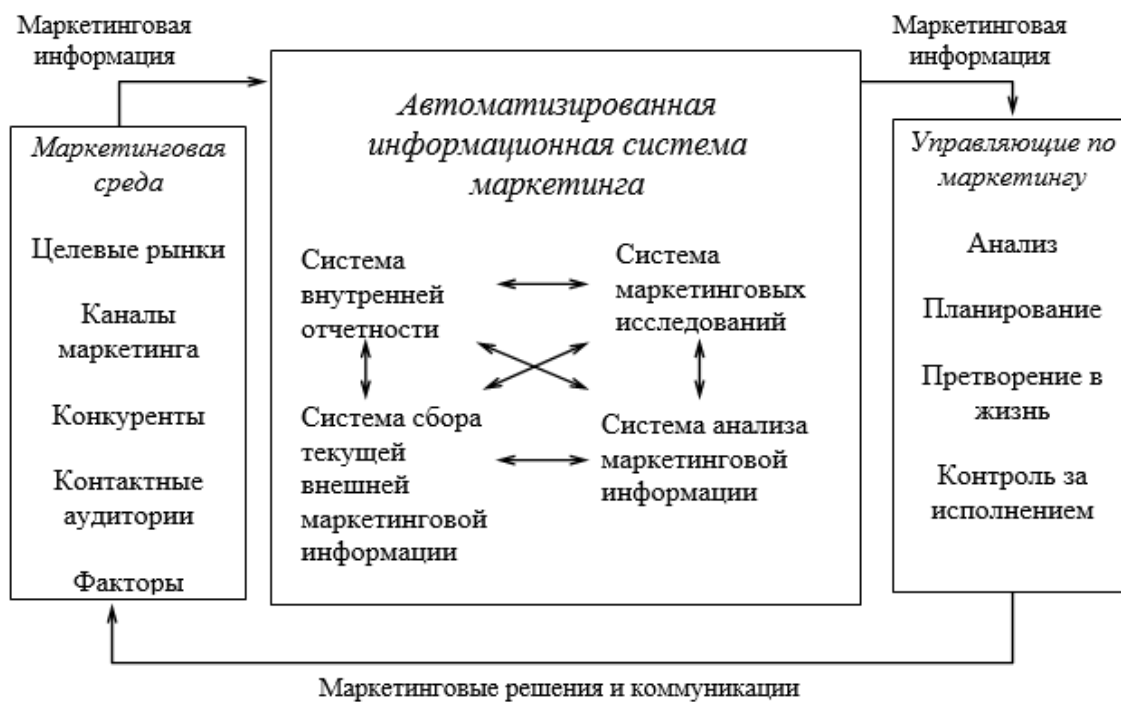 Маркетинговая
информация
Маркетинговая
информация
Маркетинговая
среда
Целевые рынки
Каналы
маркетинга
Конкуренты
Контактные
аудитории
Факторы
Автоматизированная
информационная система
маркетинга
Система
внутренней
отчетности
Система
маркетинговых
исследований
Система сбора
текущей
внешней
маркетинговой
информации
Система анализа
маркетинговой
информации
Управляющие по
маркетингу
Анализ
Планирование
Претворение в
жизнь
Контроль за
исполнением
Маркетинговые решения и коммуникации